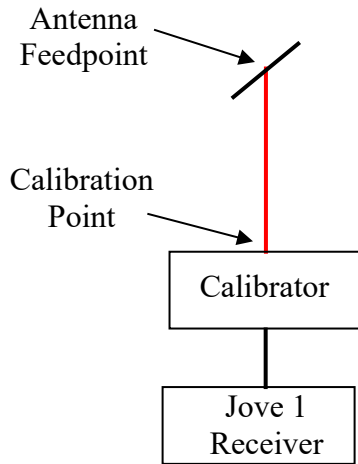 Antenna
Feedpoint
Calibration
Point
Calibrator
Jove 1
Receiver